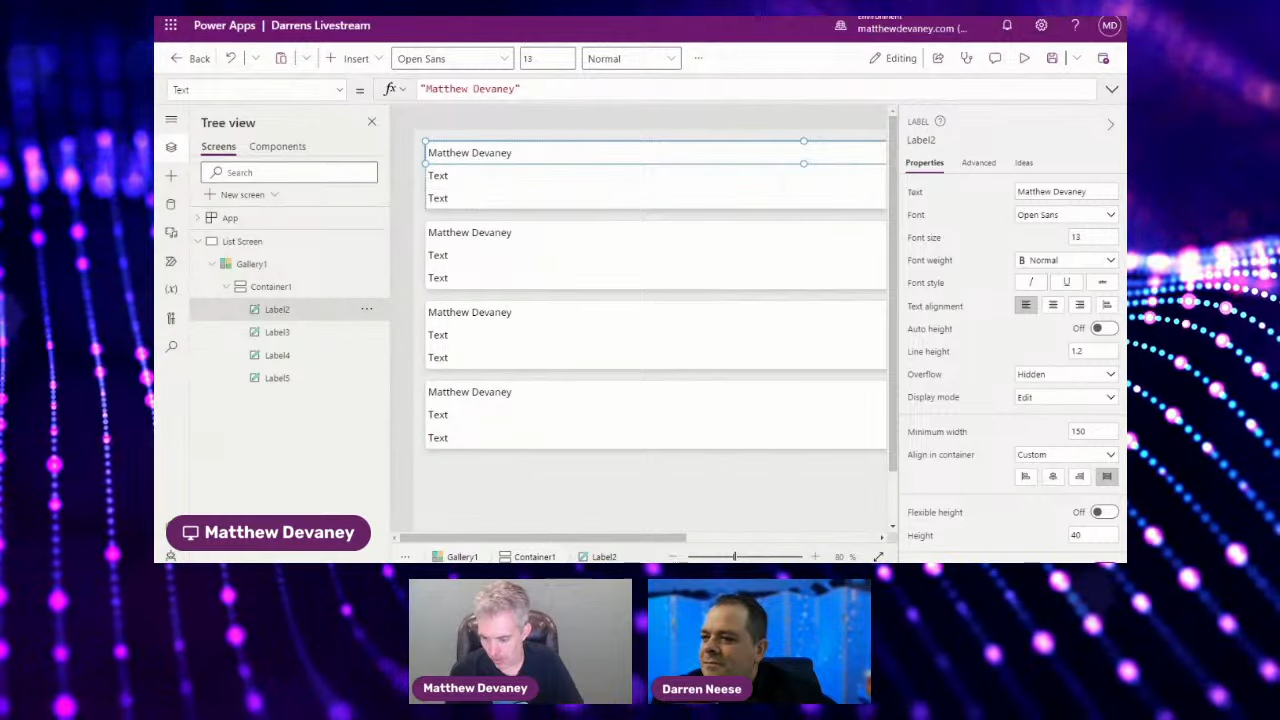 Power Apps | Darrens Livestream
Environment
matthewdevaney.com (...
MD
Back
Insert
Open Sans
13
Normal
...
Editing
Text
=
fx
"Matthew Devaney"
Tree view
Screens
Components
Search
New screen
App
List Screen
Gallery1
Container1
Label2
...
Label3
Label4
Label5
Matthew Devaney
Text
Text
Matthew Devaney
Text
Text
Matthew Devaney
Text
Text
Matthew Devaney
Text
Text
... Gallery1 Container1 Label2
80 %
LABEL
Label2
Properties Advanced Ideas
Text Matthew Devaney
Font Open Sans
Font size 13
Font weight B Normal
Font style / U abc
Text alignment
Auto height Off
Line height 1.2
Overflow Hidden
Display mode Edit
Minimum width 150
Align in container Custom
Flexible height Off
Height 40
Matthew Devaney
Matthew Devaney
Darren Neese